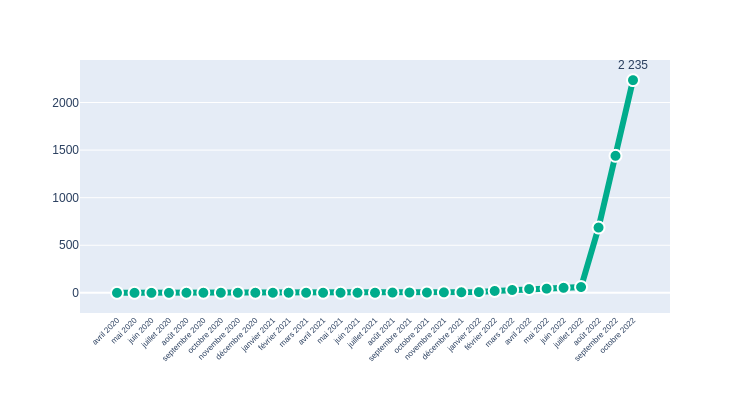 2 235
2000
1500
1000
500
0
avril 2020
mai 2020
juin 2020
juillet 2020
août 2020
septembre 2020
octobre 2020
novembre 2020
décembre 2020
janvier 2021
février 2021
mars 2021
avril 2021
mai 2021
juin 2021
juillet 2021
août 2021
septembre 2021
octobre 2021
novembre 2021
décembre 2021
janvier 2022
février 2022
mars 2022
avril 2022
mai 2022
juin 2022
juillet 2022
août 2022
septembre 2022
octobre 2022